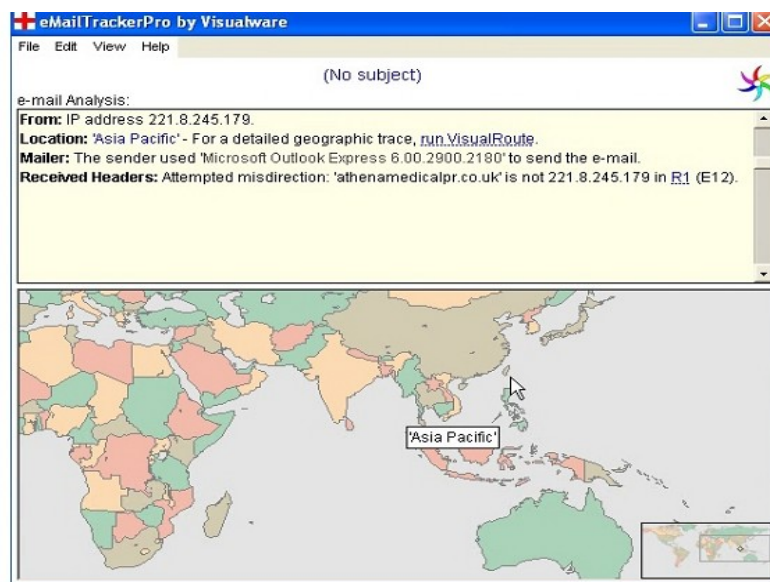 eMailTrackerPro by Visualware
File Edit View Help
(No subject)
e-mail Analysis:
From: IP address 221.8.245.179.
Location: 'Asia Pacific' - For a detailed geographic trace, run VisualRoute.
Mailer: The sender used 'Microsoft Outlook Express 6.00.2900.2180' to send the e-mail.
Received Headers: Attempted misdirection: 'athenamedicalpr.co.uk' is not 221.8.245.179 in R1 (E12).
'Asia Pacific'